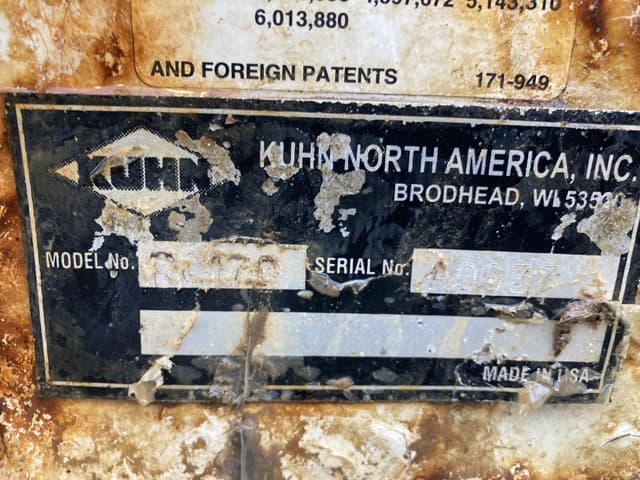 6,013,880
AND FOREIGN PATENTS 171-949
KUHN KUHN NORTH AMERICA, INC.
BRODHEAD, WI
MODEL No. SERIAL No.
MADE IN USA